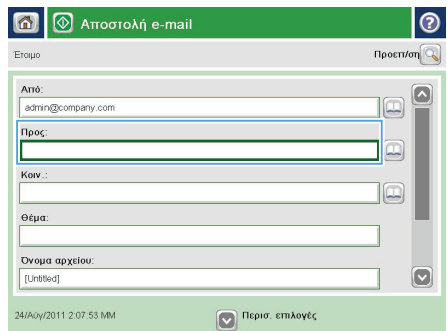 Αποστολή e-mail
Έτοιμο
Προεπ/ση
Από:
admin@company.com
Προς:
Κοιν.:
Θέμα:
Όνομα αρχείου:
[Untitled]
24/Αύγ/2011 2:07:53 ΜΜ
Περισ. επιλογές